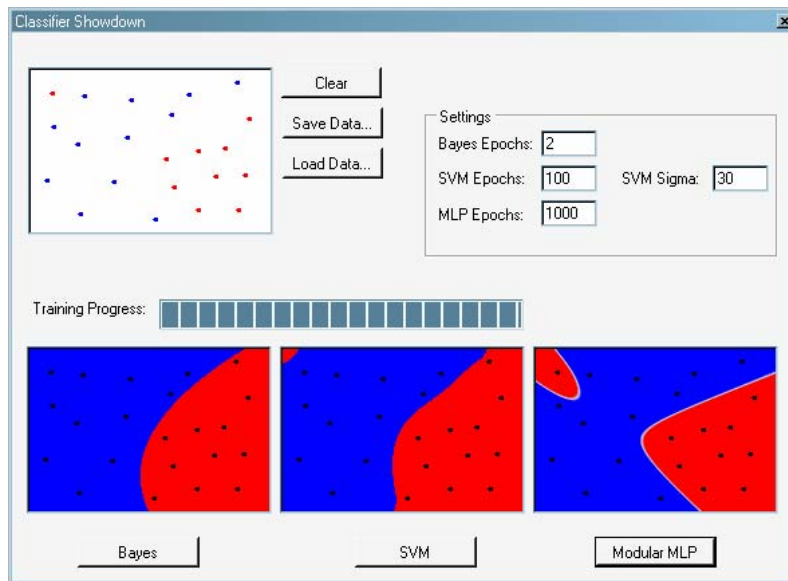 Classifier Showdown
Clear
Save Data...
Load Data...
Settings
Bayes Epochs: 2
SVM Epochs: 100 SVM Sigma: 30
MLP Epochs: 1000
Training Progress:
Bayes SVM Modular MLP